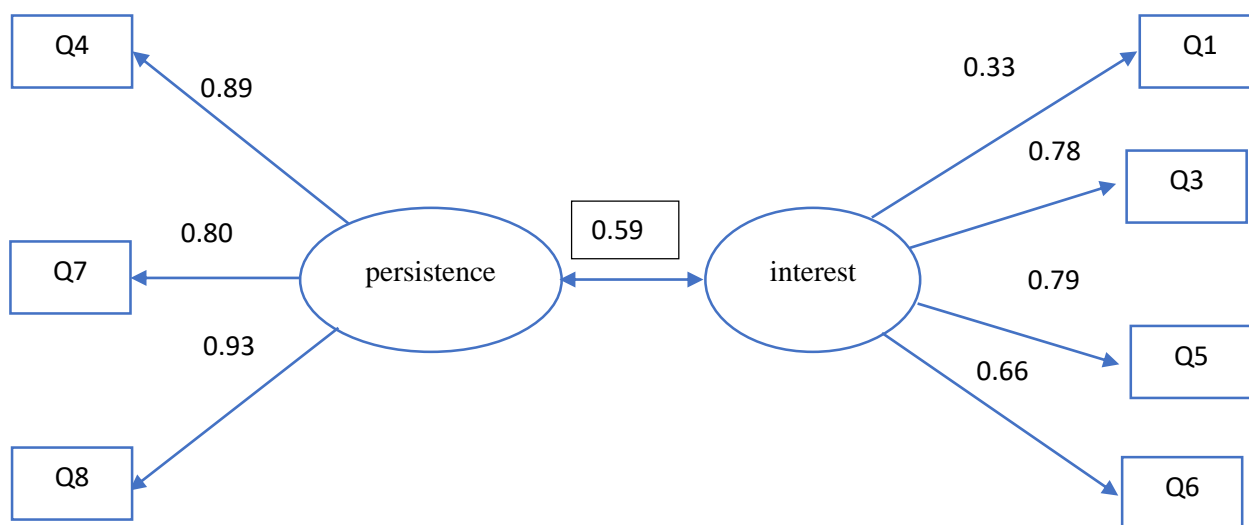 Q4
Q1
0.33
0.89
0.78
Q3
0.80
0.59
persistence
interest
Q7
0.79
0.93
Q5
0.66
Q8
Q6